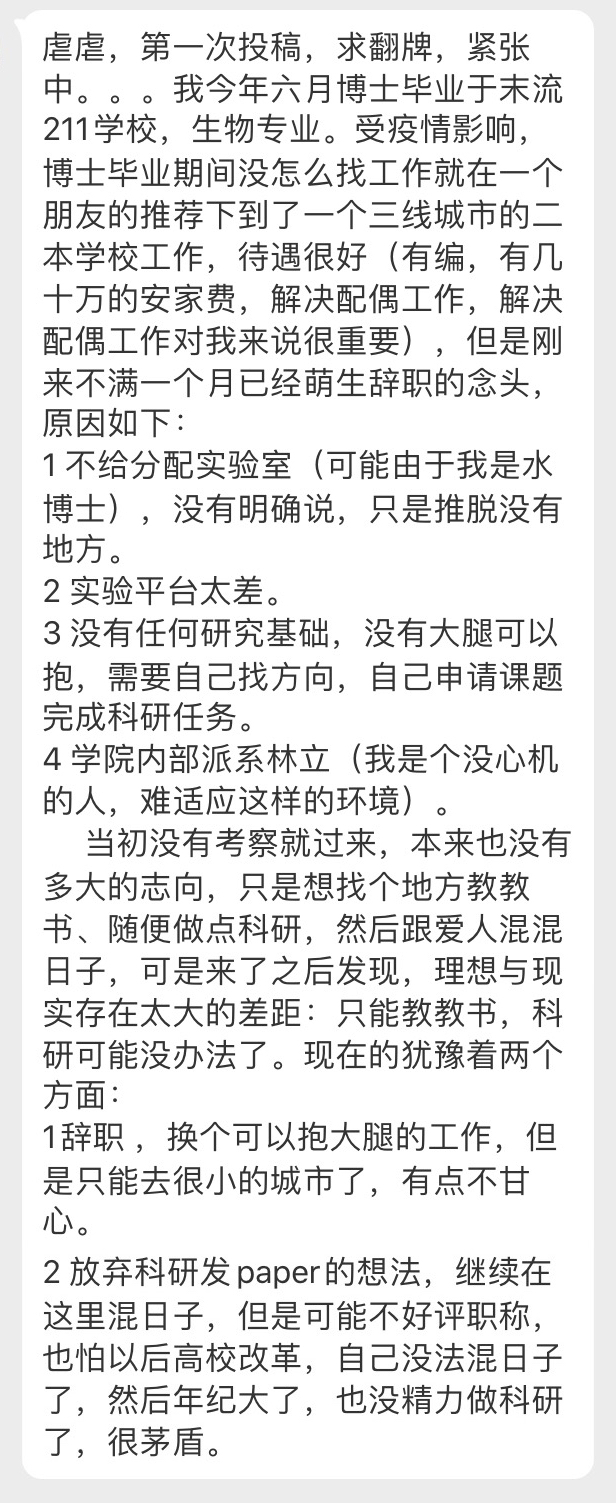 虐虐，第一次投稿，求翻牌，紧张
中。。。我今年六月博士毕业于末流
211学校，生物专业。受疫情影响，
博士毕业期间没怎么找工作就在一个
朋友的推荐下到了一个三线城市的二
本学校工作，待遇很好（有编，有几
十万的安家费，解决配偶工作，解决
配偶工作对我来说很重要），但是刚
来不满一个月已经萌生辞职的念头，
原因如下：
1 不给分配实验室（可能由于我是水
博士），没有明确说，只是推脱没有
地方。
2 实验平台太差。
3 没有任何研究基础，没有大腿可以
抱，需要自己找方向，自己申请课题
完成科研任务。
4 学院内部派系林立（我是个没心机
的人，难适应这样的环境）。
当初没有考察就过来，本来也没有
多大的志向，只是想找个地方教教
书、随便做点科研，然后跟爱人混混
日子，可是来了之后发现，理想与现
实存在太大的差距：只能教教书，科
研可能没办法了。现在的犹豫着两个
方面：
1辞职 ，换个可以抱大腿的工作，但
是只能去很小的城市了，有点不甘
心。
2 放弃科研发paper的想法，继续在
这里混日子，但是可能不好评职称，
也怕以后高校改革，自己没法混日子
了，然后年纪大了，也没精力做科研
了，很茅盾。